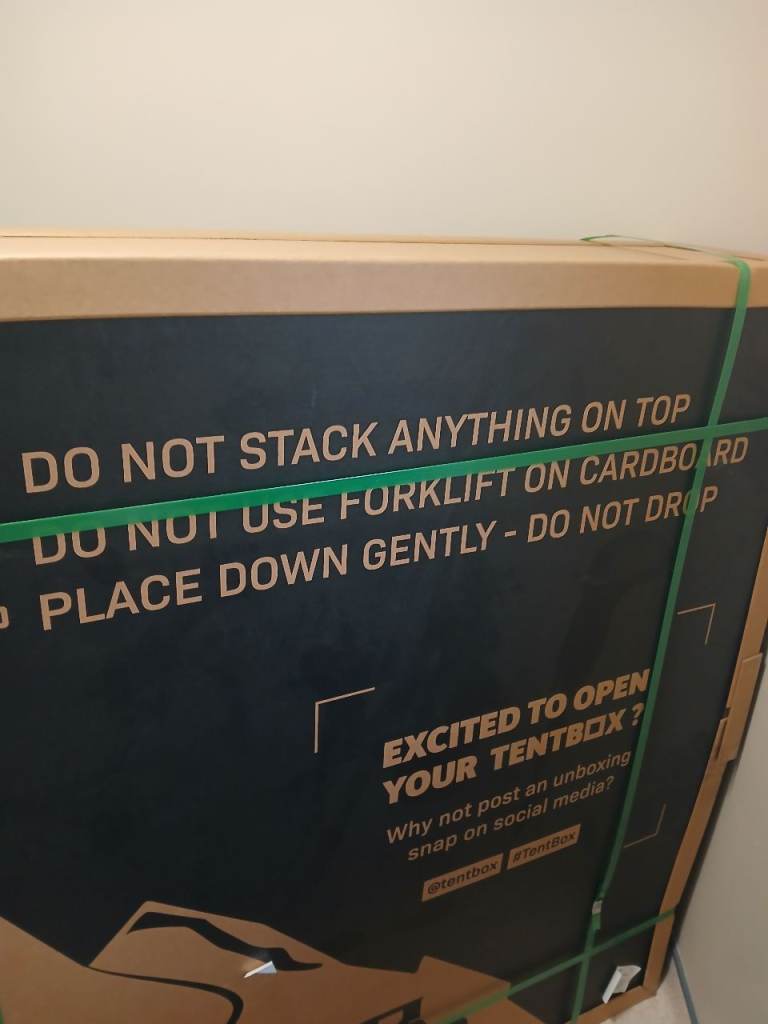 DO NOT STACK ANYTHING ON TOP
DO NOT USE FORKLIFT ON CARDBOARD
PLACE DOWN GENTLY - DO NOT DROP
EXCITED TO OPEN
YOUR TENTBOX?
Why not post an unboxing
snap on social media?
@tentbox #TentBox